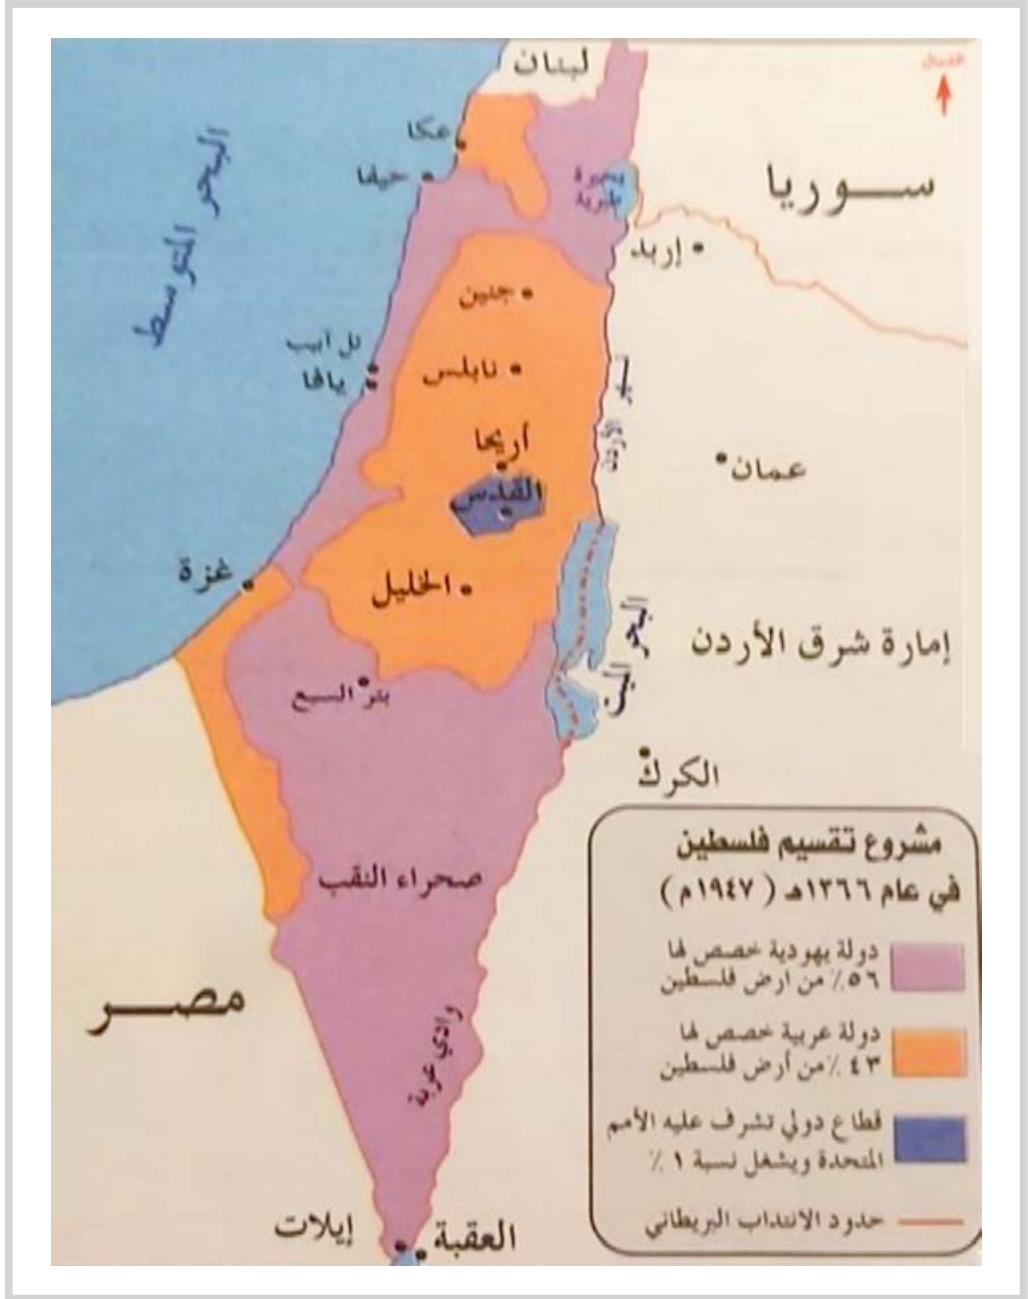 لبنان
الشمال
عكا
حيفا
بحيرة
طبرية
سوريا
إربد
البحر المتوسط
جنين
تل أبيب
يافا
نابلس
نهر الأردن
أريحا
عمان
القدس
غزة
الخليل
البحر الميت
إمارة شرق الأردن
بئر السبع
الكرك
صحراء النقب
مصر
وادي عربة
إيلات
العقبة
مشروع تقسيم فلسطين
في عام ١٣٦٦هـ (١٩٤٧م)
دولة يهودية خصص لها
٥٦٪ من ارض فلسطين
دولة عربية خصص لها
٤٣٪ من أرض فلسطين
قطاع دولي تشرف عليه الأمم
المتحدة ويشغل نسبة ١٪
حدود الانتداب البريطاني